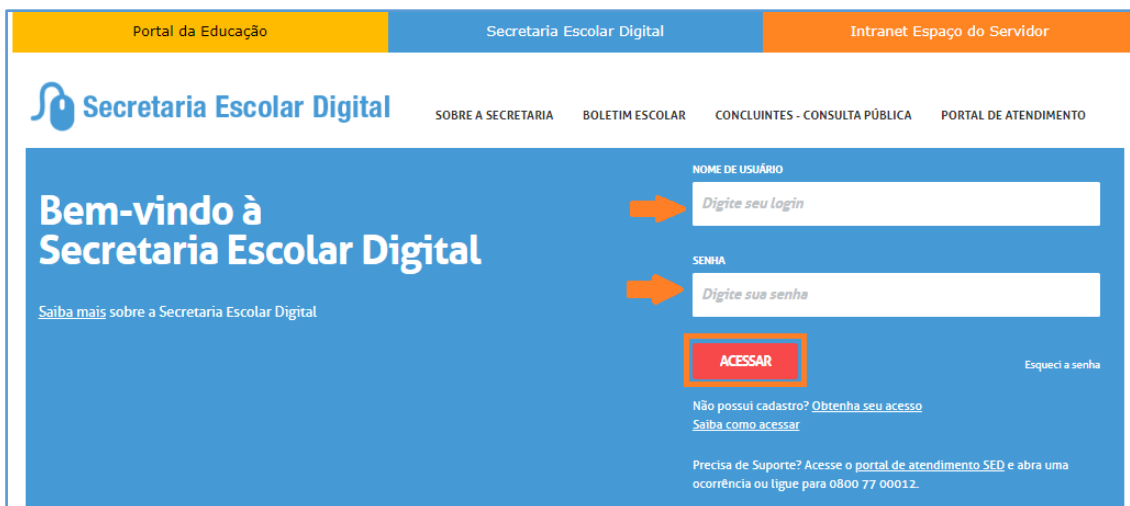 Portal da Educação
Secretaria Escolar Digital
Intranet Espaço do Servidor
Secretaria Escolar Digital
SOBRE A SECRETARIA
BOLETIM ESCOLAR
CONCLUINTES - CONSULTA PÚBLICA
PORTAL DE ATENDIMENTO
Bem-vindo à
Secretaria Escolar Digital
Saiba mais sobre a Secretaria Escolar Digital
NOME DE USUÁRIO
Digite seu login
SENHA
Digite sua senha
ACESSAR
Esqueci a senha
Não possui cadastro? Obtenha seu acesso
Saiba como acessar
Precisa de Suporte? Acesse o portal de atendimento SED e abra uma
ocorrência ou ligue para 0800 77 00012.